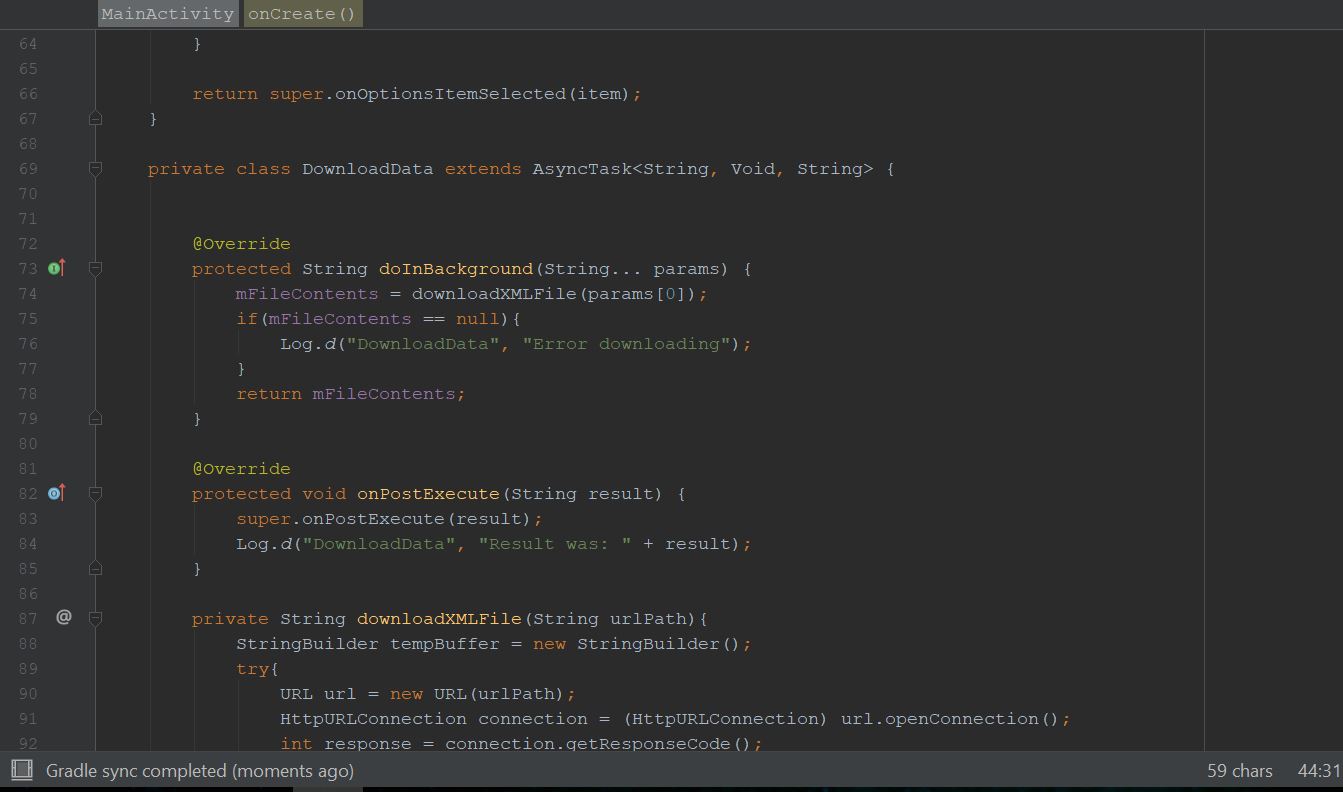 MainActivity onCreate()
64 }
65
66 return super.onOptionsItemSelected(item);
67 }
68
69 private class DownloadData extends AsyncTask<String, Void, String> {
70
71
72 @Override
73 protected String doInBackground(String... params) {
74 mFileContents = downloadXMLFile(params[0]);
75 if(mFileContents == null){
76 Log.d("DownloadData", "Error downloading");
77 }
78 return mFileContents;
79 }
80
81 @Override
82 protected void onPostExecute(String result) {
83 super.onPostExecute(result);
84 Log.d("DownloadData", "Result was: " + result);
85 }
86
87 @ private String downloadXMLFile(String urlPath){
88 StringBuilder tempBuffer = new StringBuilder();
89 try{
90 URL url = new URL(urlPath);
91 HttpURLConnection connection = (HttpURLConnection) url.openConnection();
92 int response = connection.getResponseCode();
Gradle sync completed (moments ago) 59 chars 44:31